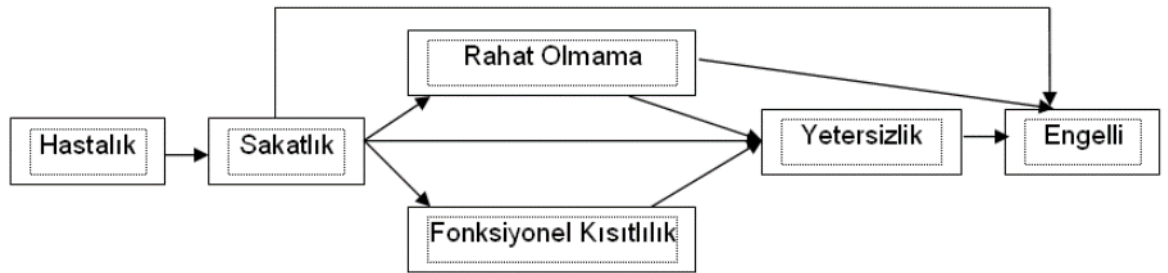 Rahat Olmama
Hastalık
Sakatlık
Yetersizlik
Engelli
Fonksiyonel Kısıtlılık